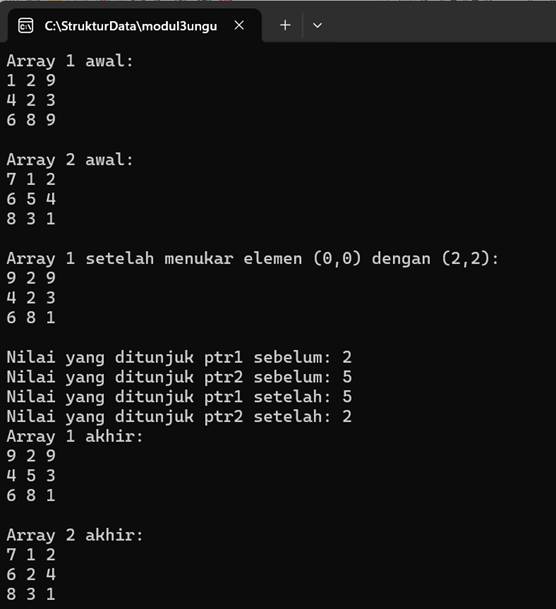 C:\StrukturData\modul3ungu
Array 1 awal:
1 2 9
4 2 3
6 8 9
Array 2 awal:
7 1 2
6 5 4
8 3 1
Array 1 setelah menukar elemen (0,0) dengan (2,2):
9 2 9
4 2 3
6 8 1
Nilai yang ditunjuk ptr1 sebelum: 2
Nilai yang ditunjuk ptr2 sebelum: 5
Nilai yang ditunjuk ptr1 setelah: 5
Nilai yang ditunjuk ptr2 setelah: 2
Array 1 akhir:
9 2 9
4 5 3
6 8 1
Array 2 akhir:
7 1 2
6 2 4
8 3 1